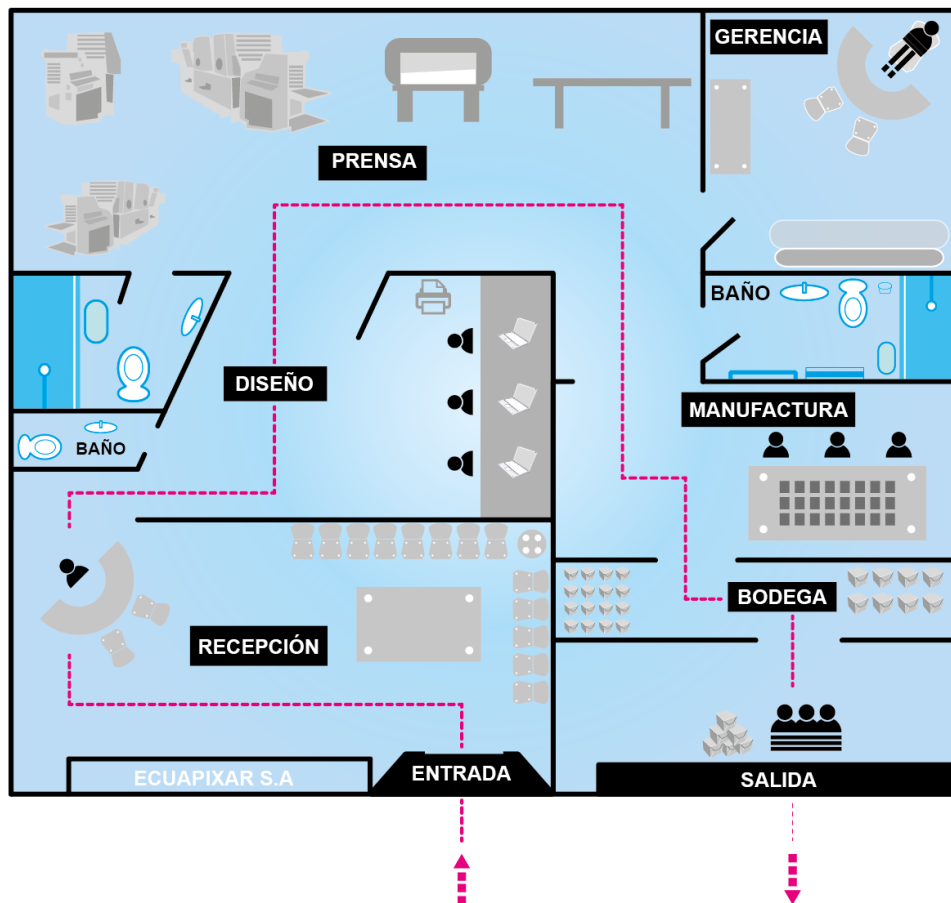 GERENCIA
PRENSA
BAÑO
DISEÑO
MANUFACTURA
BAÑO
BODEGA
RECEPCIÓN
ECUAPIXAR S.A
ENTRADA
SALIDA